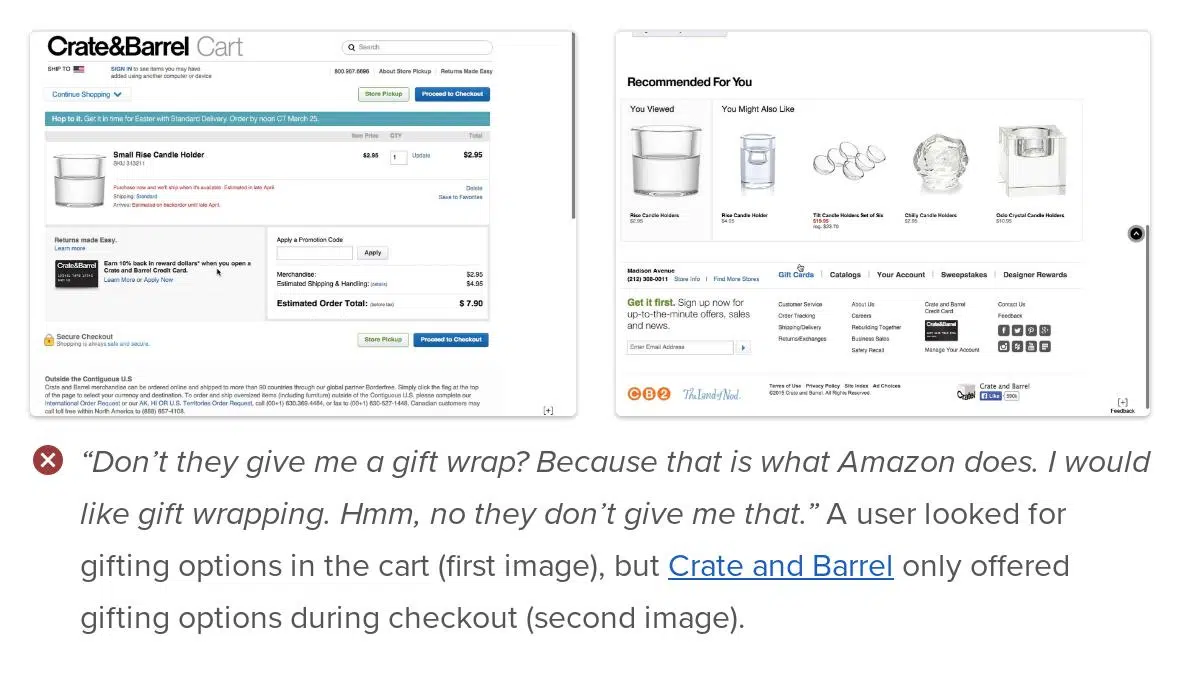 Crate&Barrel Cart
Search
SHIP TO
SIGN IN to see items you may have
added using another computer or device
800.967.6696 | About Store Pickup | Returns Made Easy
Continue Shopping
Store Pickup
Proceed to Checkout
Hop to it. Get it in time for Easter with Standard Delivery. Order by noon CT March 25.
Item Price QTY Total
Small Rise Candle Holder
$2.95 1 Update $2.95
Purchase now and we'll ship when it's available. Estimated in late April.
Shipping: Standard
Arrives: Estimated on backorder until late April.
Delete
Save to Favorites
Returns made Easy.
Learn more
Crate&Barrel
Earn 10% back in reward dollars* when you open a
Crate and Barrel Credit Card.
Learn More or Apply Now
Apply a Promotion Code
Apply
Merchandise: $2.95
Estimated Shipping & Handling: (details) $4.95
Estimated Order Total: (before tax) $ 7.90
Secure Checkout
Shopping is always safe and secure.
Store Pickup
Proceed to Checkout
Outside the Contiguous U.S
Crate and Barrel merchandise can be ordered online and shipped to more than 90 countries through our global partner Borderfree. Simply click the flag at the top
of the page to select your currency and destination. To order and ship oversized items (including furniture) outside of the Contiguous U.S. please complete our
International Order Request or our AK, HI OR U.S. Territories Order Request, call (00+1) 630.369.4464, or fax to (00+1) 630-527-1448. Canadian customers may
call toll free within North America to (888) 657-4108.
[+]
Recommended For You
You Viewed
You Might Also Like
Rise Candle Holders
$2.95
Rise Candle Holder
$4.95
Tilt Candle Holders Set of Six
$19.95
reg. $23.70
Chilly Candle Holders
$2.95
Oclo Crystal Candle Holders
$10.95
Madison Avenue
(212) 308-0011 Store Info | Find More Stores
Gift Cards | Catalogs | Your Account | Sweepstakes | Designer Rewards
Get it first. Sign up now for
up-to-the-minute offers, sales
and news.
Enter Email Address
Customer Service
Order Tracking
Shipping/Delivery
Returns/Exchanges
About Us
Careers
Rebuilding Together
Business Sales
Safety Recall
Crate and Barrel
Credit Card
Crate&Barrel
Manage Your Account
Contact Us
Feedback
CB2
The Land of Nod.
Terms of Use Privacy Policy Site Index Ad Choices
©2015 Crate and Barrel. All Rights Reserved.
Crate
Crate and Barrel
Like
[+]
Feedback
“Don’t they give me a gift wrap? Because that is what Amazon does. I would
like gift wrapping. Hmm, no they don’t give me that.” A user looked for
gifting options in the cart (first image), but Crate and Barrel only offered
gifting options during checkout (second image).